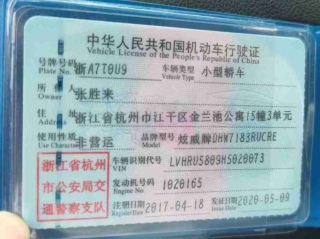 中华人民共和国机动车行驶证
Vehicle License of the People's Republic of China
号牌号码 浙A7T0U9 车辆类型 小型轿车
Plate No. Vehicle Type
所有人 张胜来
Owner
住址 浙江省杭州市江干区金兰池公寓15幢3单元
Address
使用性质 非营运 品牌型号 炫威牌DHW7183RUCRE
Use Character Model
浙江省杭州市公安局交通警察支队
车辆识别代号 LVHRU5809H5020073
VIN
发动机号码 1020165
Engine No.
注册日期 2017-04-18 发证日期 2020-05-09
Register Date Issue Date